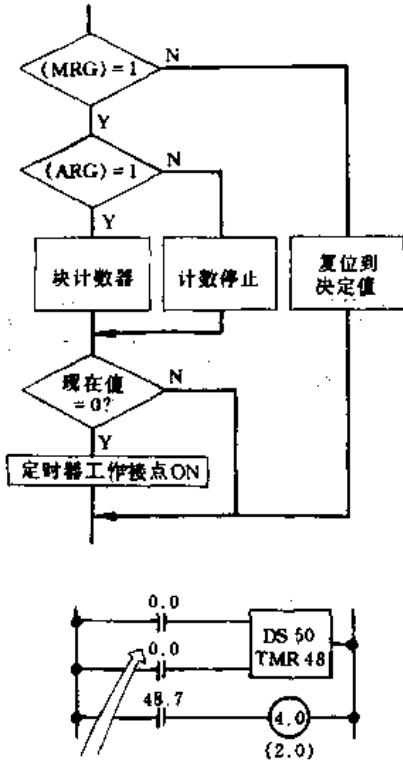 (MRG)=1
N
Y
(ARG)=1
N
Y
块计数器
计数停止
复位到
决定值
现在值
=0?
N
Y
定时器工作接点ON
0.0
DS 50
TMR 48
0.0
48.7
4.0
(2.0)